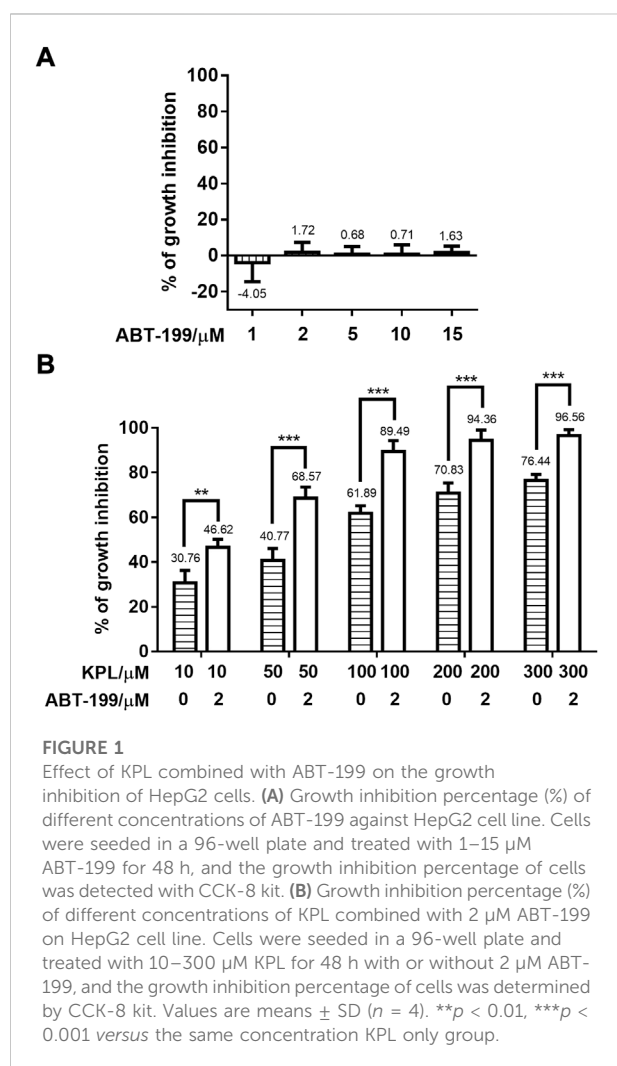 A
% of growth inhibition
100
80
60
40
20
0
-20
-4.05
1.72
0.68
0.71
1.63
ABT-199/μM 1 2 5 10 15
B
% of growth inhibition
100
80
60
40
20
0
** *** *** *** ***
30.76 46.62 40.77 68.57 61.89 89.49 70.83 94.36 76.44 96.56
KPL/μM 10 10 50 50 100 100 200 200 300 300
ABT-199/μM 0 2 0 2 0 2 0 2 0 2
FIGURE 1
Effect of KPL combined with ABT-199 on the growth
inhibition of HepG2 cells. (A) Growth inhibition percentage (%) of
different concentrations of ABT-199 against HepG2 cell line. Cells
were seeded in a 96-well plate and treated with 1–15 μM
ABT-199 for 48 h, and the growth inhibition percentage of cells
was detected with CCK-8 kit. (B) Growth inhibition percentage (%)
of different concentrations of KPL combined with 2 μM ABT-199
on HepG2 cell line. Cells were seeded in a 96-well plate and
treated with 10–300 μM KPL for 48 h with or without 2 μM ABT-
199, and the growth inhibition percentage of cells was determined
by CCK-8 kit. Values are means ± SD (n = 4). **p < 0.01, ***p <
0.001 versus the same concentration KPL only group.